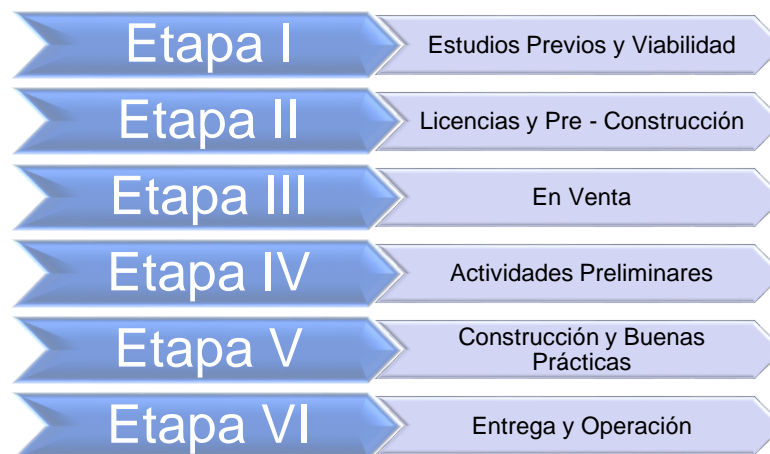 Etapa I
Estudios Previos y Viabilidad
Etapa II
Licencias y Pre - Construcción
Etapa III
En Venta
Etapa IV
Actividades Preliminares
Etapa V
Construcción y Buenas
Prácticas
Etapa VI
Entrega y Operación